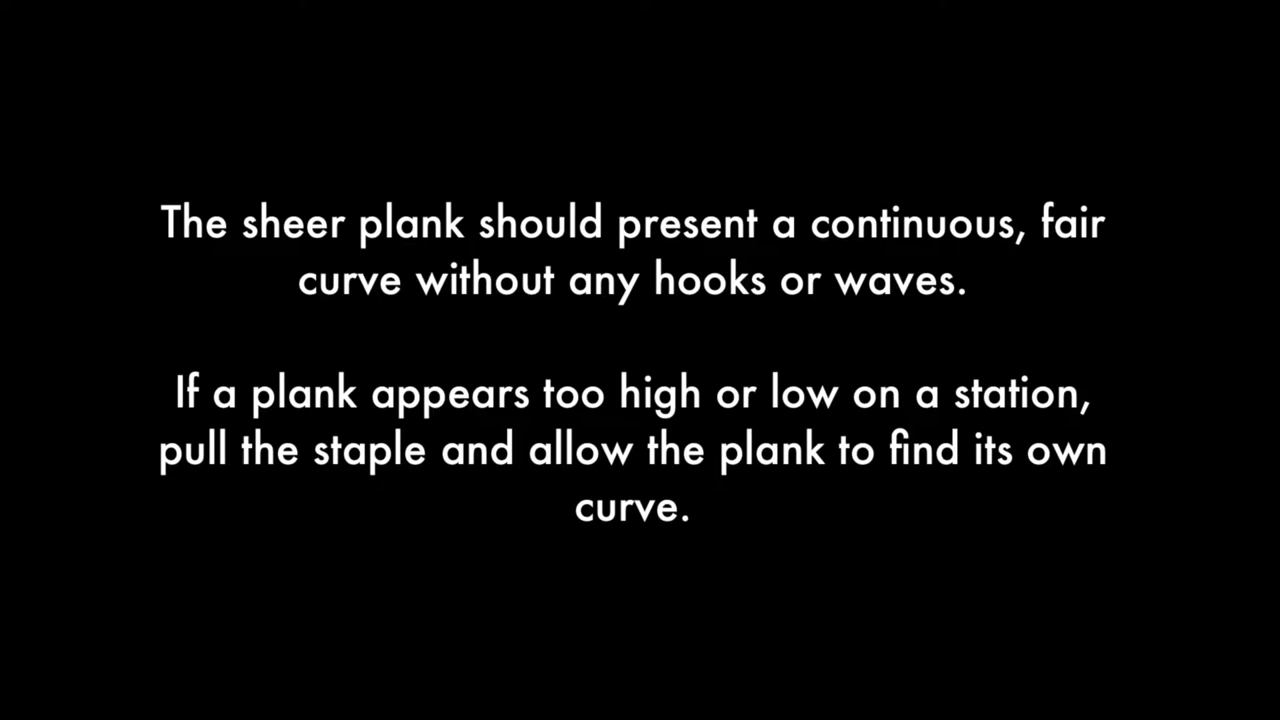 The sheer plank should present a continuous, fair
curve without any hooks or waves.
If a plank appears too high or low on a station,
pull the staple and allow the plank to find its own
curve.